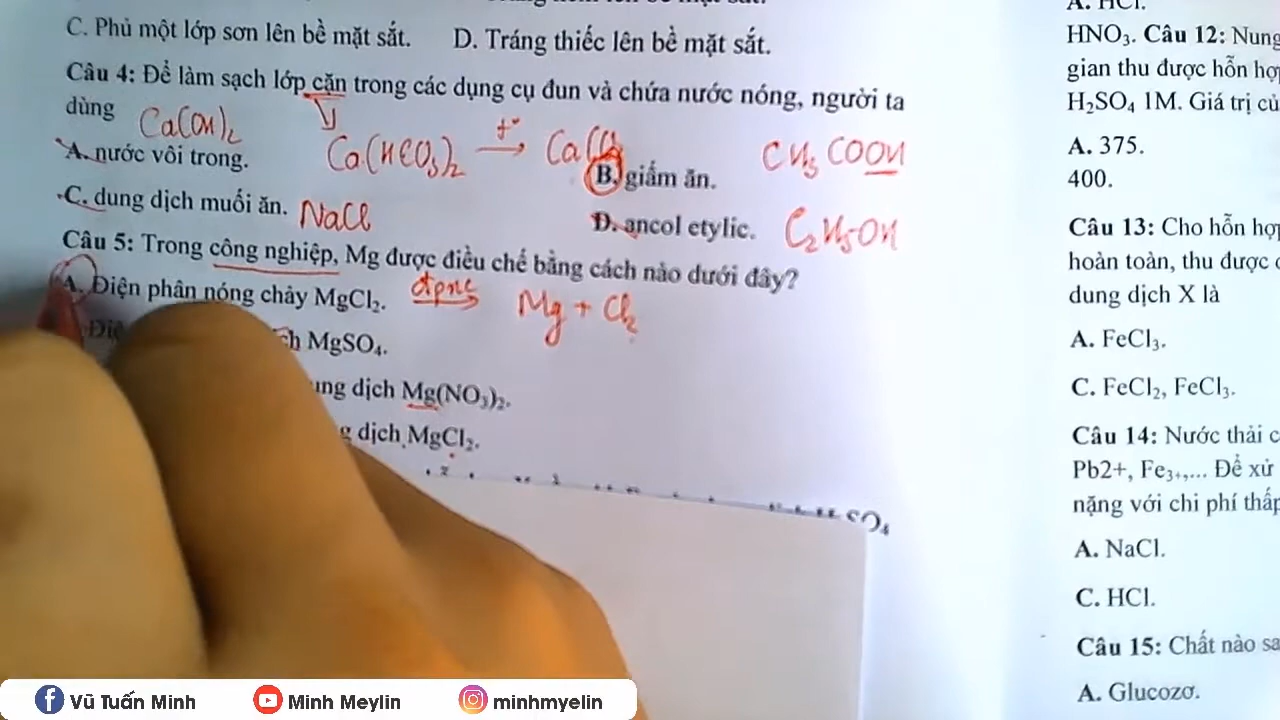 C. Phủ một lớp sơn lên bề mặt sắt. D. Tráng thiếc lên bề mặt sắt.
Câu 4: Để làm sạch lớp cặn trong các dụng cụ đun và chứa nước nóng, người ta
dùng
Ca(OH)₂
Ca(HCO₃)₂ t° → CaCO₃
CH₃COOH
A. nước vôi trong. B. giấm ăn.
C. dung dịch muối ăn. NaCl D. ancol etylic. C₂H₅OH
Câu 5: Trong công nghiệp, Mg được điều chế bằng cách nào dưới đây?
A. Điện phân nóng chảy MgCl₂. đpnc → Mg + Cl₂
MgSO₄.
dịch Mg(NO₃)₂.
dịch MgCl₂.
SO₄
A. HCl.
HNO₃. Câu 12: Nung
gian thu được hỗn hợ
H₂SO₄ 1M. Giá trị củ
A. 375.
400.
Câu 13: Cho hỗn hợ
hoàn toàn, thu được
dung dịch X là
A. FeCl₃.
C. FeCl₂, FeCl₃.
Câu 14: Nước thải c
Pb2+, Fe₃₊,... Để xử
nặng với chi phí thấp
A. NaCl.
C. HCl.
Câu 15: Chất nào sa
A. Glucozơ.
Vũ Tuấn Minh Minh Meylin minhmyelin